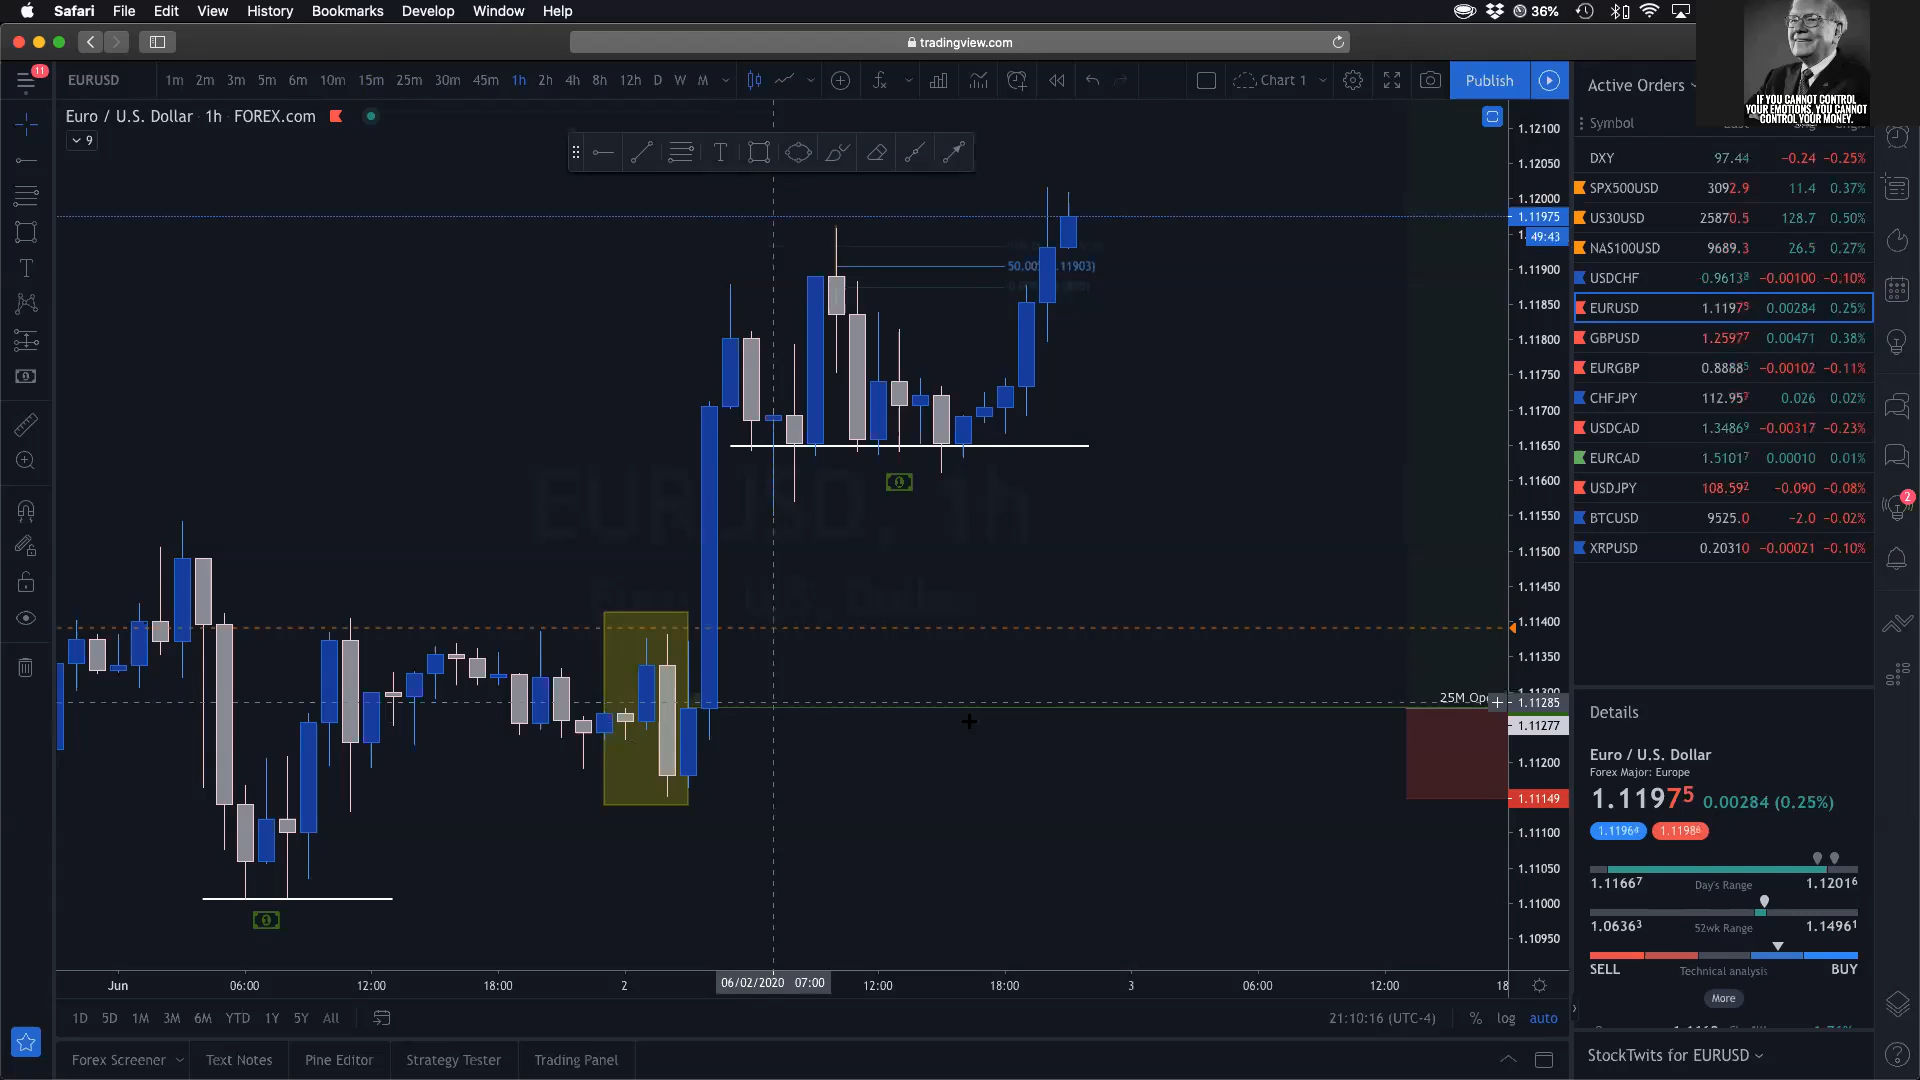 Safari File Edit View History Bookmarks Develop Window Help 36%
tradingview.com
IF YOU CANNOT CONTROL
YOUR EMOTIONS, YOU CANNOT
CONTROL YOUR MONEY.
11 EURUSD 1m 2m 3m 5m 6m 10m 15m 25m 30m 45m 1h 2h 4h 8h 12h D W M Chart 1 Publish
Active Orders
Euro / U.S. Dollar · 1h · FOREX.com
9
Symbol
DXY 97.44 −0.24 −0.25%
SPX500USD 3092.9 11.4 0.37%
US30USD 25870.5 128.7 0.50%
NAS100USD 9689.3 26.5 0.27%
USDCHF 0.96138 −0.00100 −0.10%
EURUSD 1.11975 0.00284 0.25%
GBPUSD 1.25977 0.00471 0.38%
EURGBP 0.88885 −0.00102 −0.11%
CHFJPY 112.957 0.026 0.02%
USDCAD 1.34869 −0.00317 −0.23%
EURCAD 1.51017 0.00010 0.01%
USDJPY 108.592 −0.090 −0.08%
BTCUSD 9525.0 −2.0 −0.02%
XRPUSD 0.20310 −0.00021 −0.10%
2
1.12100
1.12050
1.12000
1.11975
49:43
1.11900
1.11850
1.11800
1.11750
1.11700
1.11650
1.11600
1.11550
1.11500
1.11450
1.11400
1.11350
1.11300
1.11285
1.11277
1.11200
1.11149
1.11100
1.11050
1.11000
1.10950
EURUSD, 1h
25M
Details
Euro / U.S. Dollar
Forex Major: Europe
1.11975 0.00284 (0.25%)
1.11964 1.11986
1.11667 Day's Range 1.12016
1.06363 52wk Range 1.14961
SELL Technical analysis BUY
More
Jun 06:00 12:00 18:00 2 06/02/2020 07:00 12:00 18:00 3 06:00 12:00 18
1D 5D 1M 3M 6M YTD 1Y 5Y All 21:10:16 (UTC-4) % log auto
Forex Screener Text Notes Pine Editor Strategy Tester Trading Panel
StockTwits for EURUSD